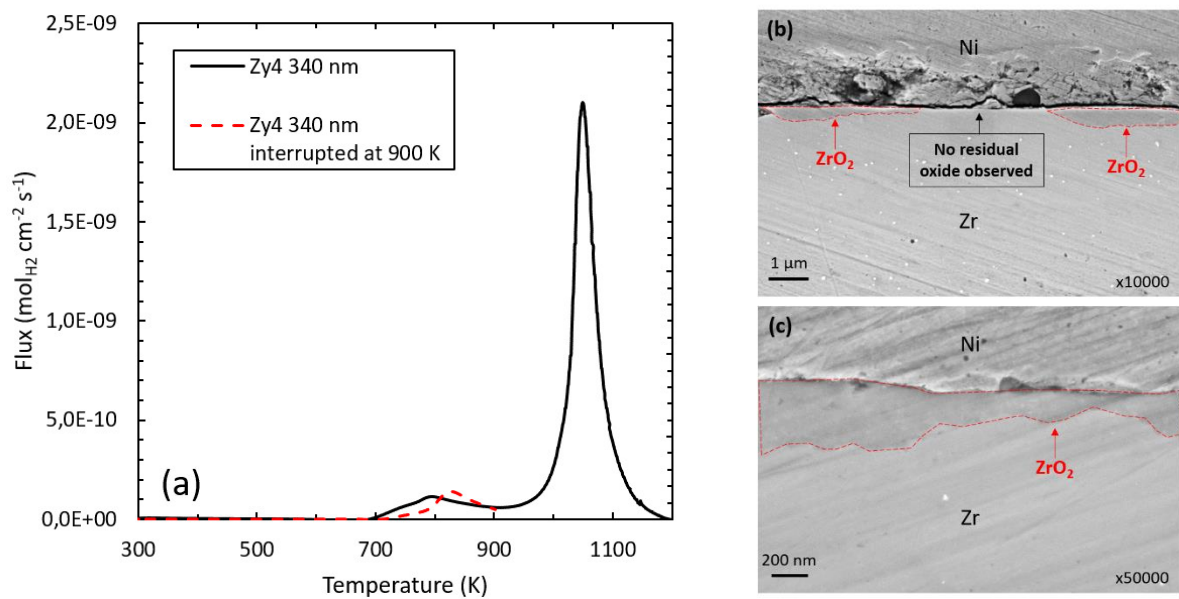 2,5E-09
2,0E-09
1,5E-09
1,0E-09
5,0E-10
0,0E+00
Flux (mol_H2 cm⁻² s⁻¹)
Zy4 340 nm
Zy4 340 nm
interrupted at 900 K
(a)
300
500
700
900
1100
Temperature (K)
(b)
Ni
ZrO₂
No residual
oxide observed
ZrO₂
Zr
1 µm
x10000
(c)
Ni
ZrO₂
Zr
200 nm
x50000